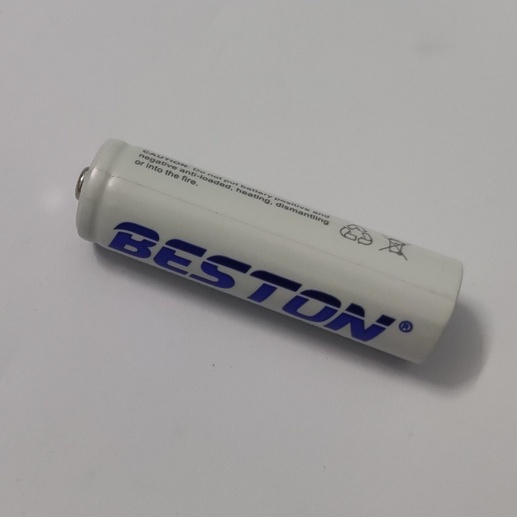 CAUTION: Do not put battery positive and
negative anti-loaded, heating, dismantling
or into the fire.
BESTON®